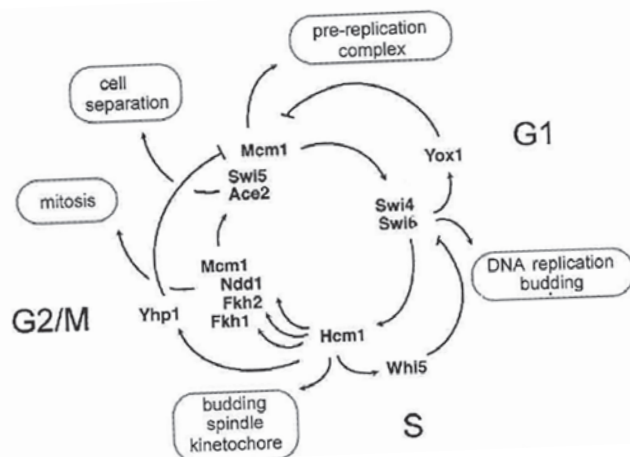 pre-replication
complex
cell
separation
G1
Mcm1
Yox1
Swi5
Ace2
mitosis
Swi4
Swi6
Mcm1
Ndd1
Fkh2
Fkh1
DNA replication
budding
G2/M
Yhp1
Hcm1
Whi5
budding
spindle
kinetochore
S